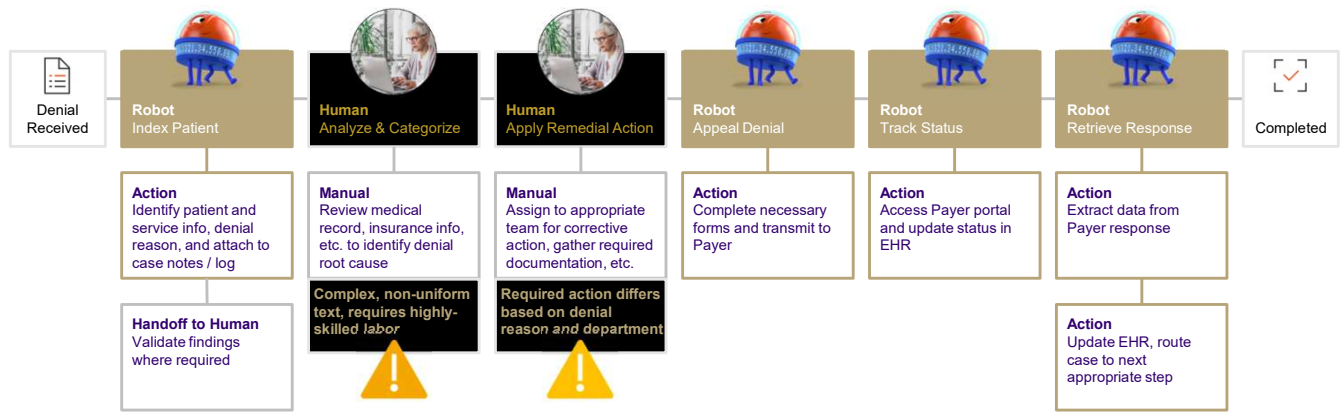 Denial
Received
Robot
Index Patient
Human
Analyze & Categorize
Human
Apply Remedial Action
Robot
Appeal Denial
Robot
Track Status
Robot
Retrieve Response
Completed
Action
Identify patient and
service info, denial
reason, and attach to
case notes / log
Manual
Review medical
record, insurance info,
etc. to identify denial
root cause
Manual
Assign to appropriate
team for corrective
action, gather required
documentation, etc.
Action
Complete necessary
forms and transmit to
Payer
Action
Access Payer portal
and update status in
EHR
Action
Extract data from
Payer response
Handoff to Human
Validate findings
where required
Complex, non-uniform
text, requires highly-
skilled labor
Required action differs
based on denial
reason and department
Action
Update EHR, route
case to next
appropriate step